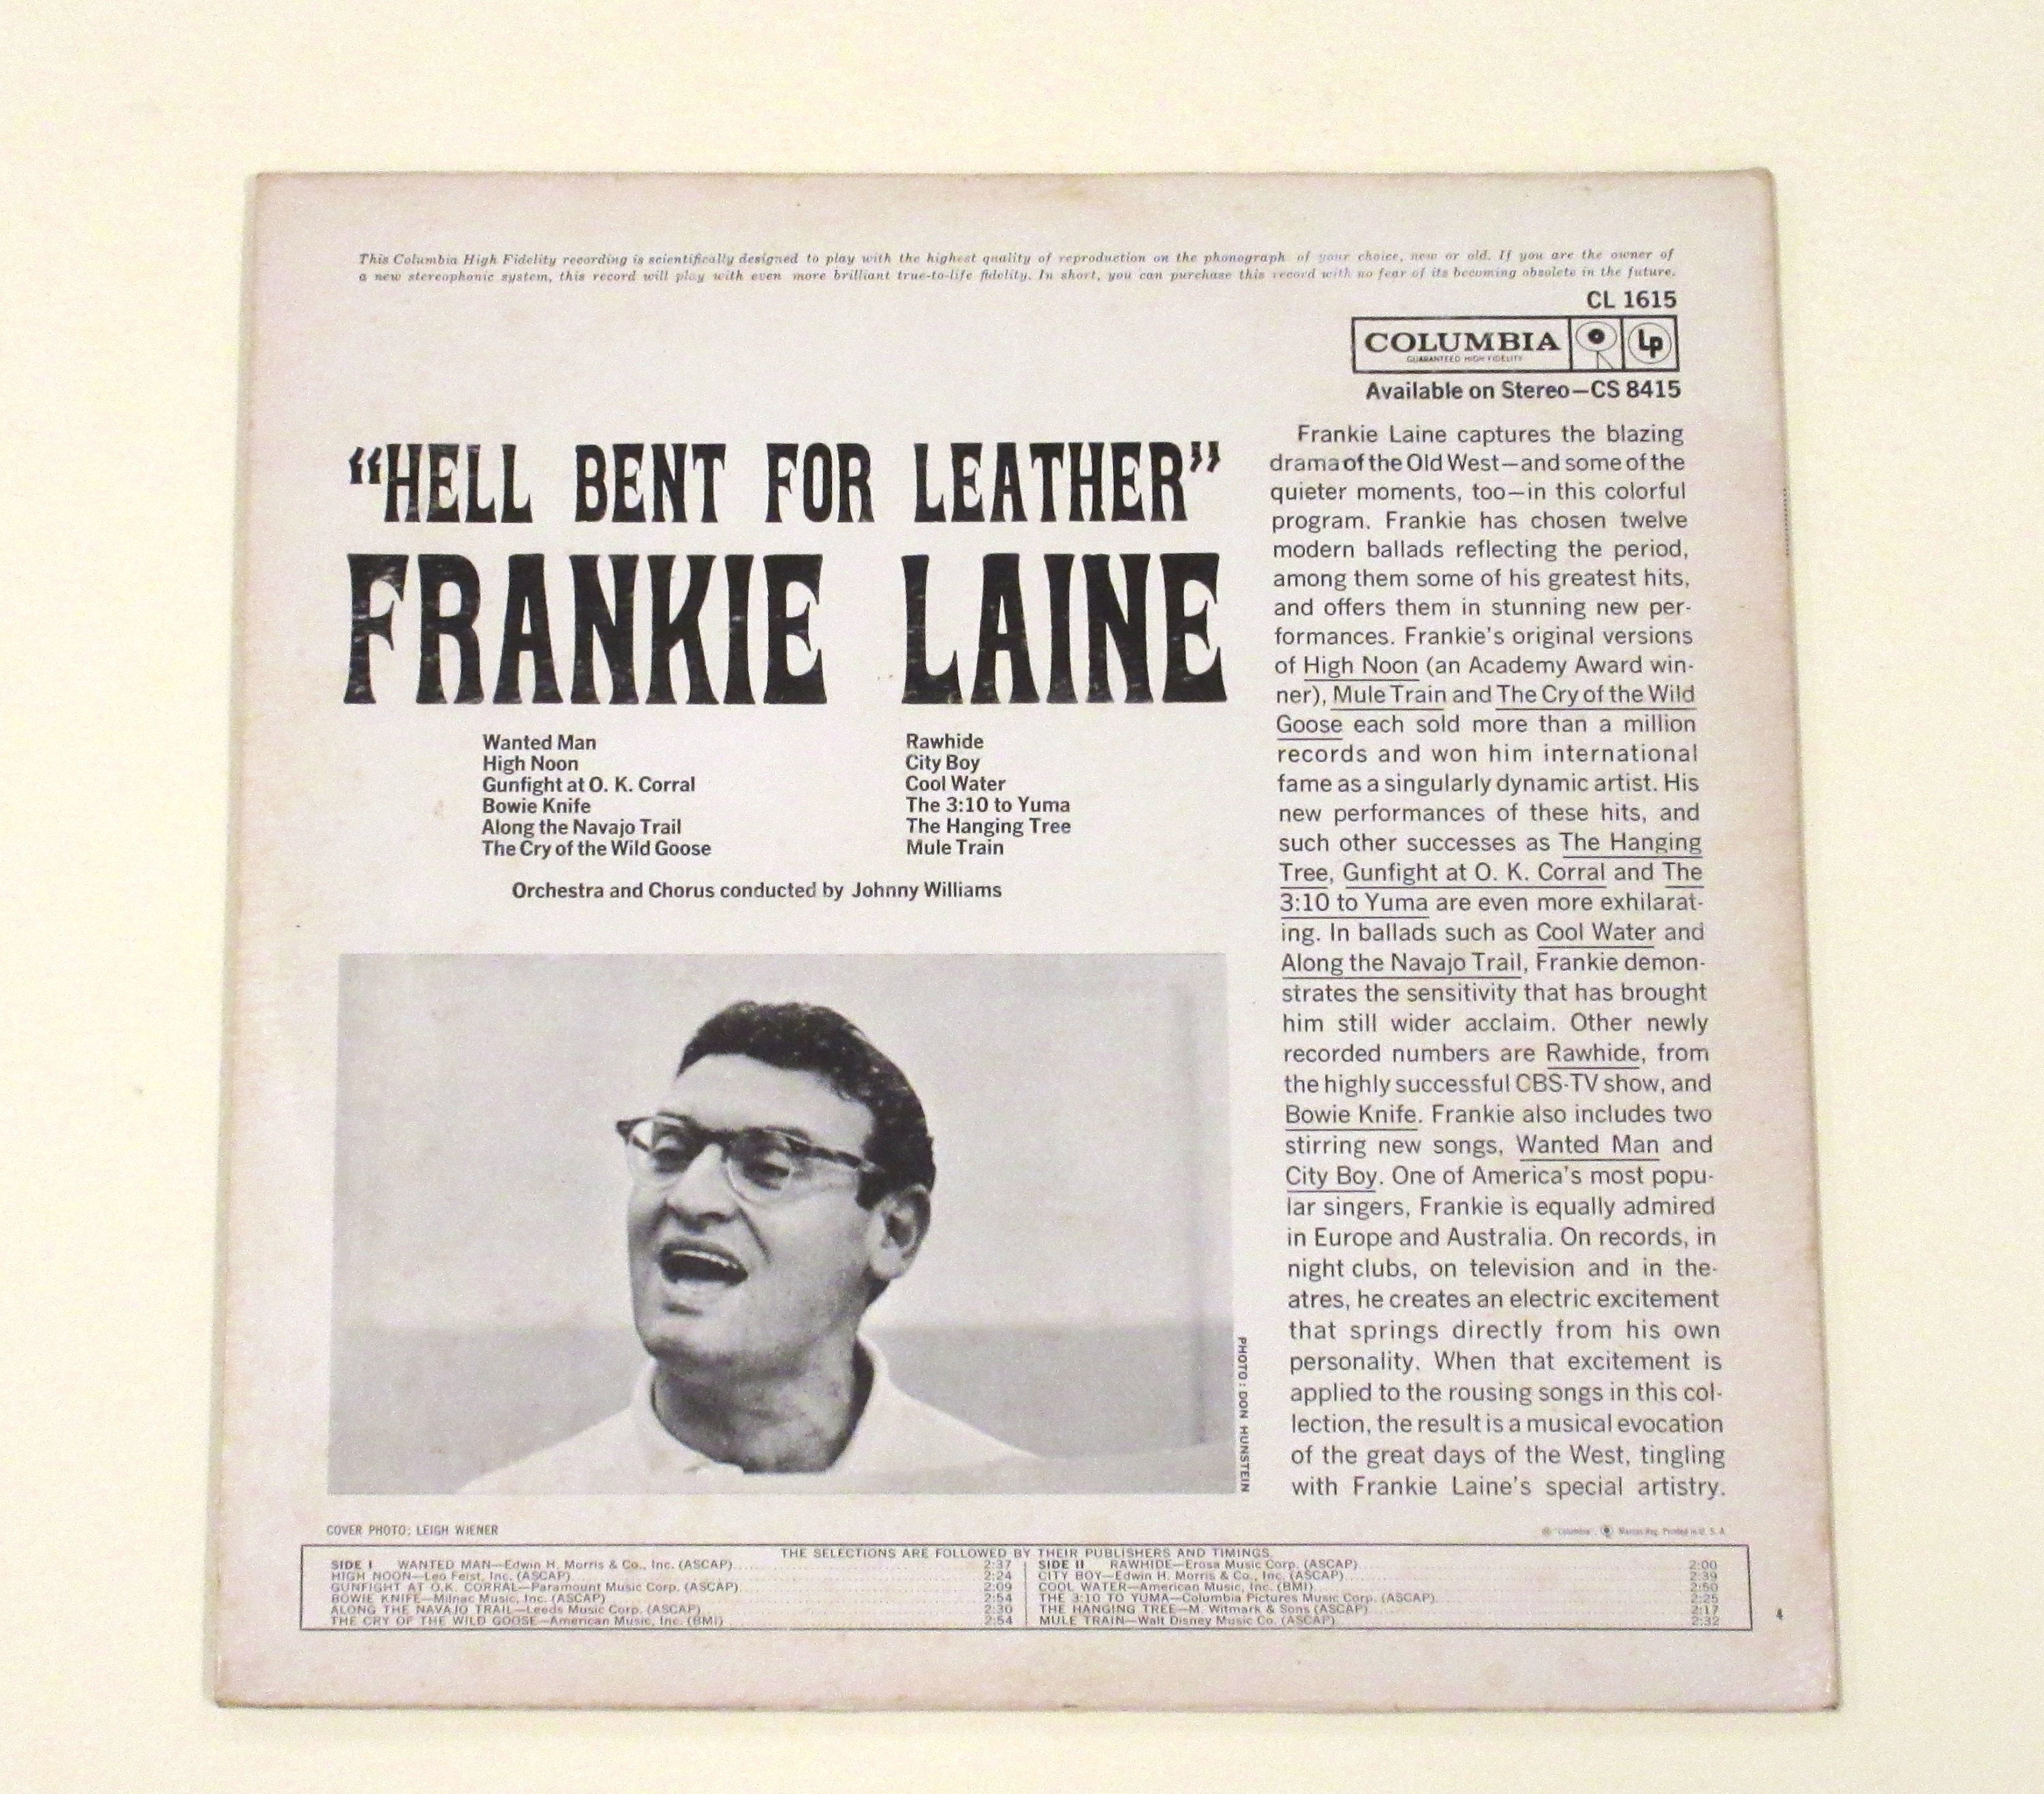 This Columbia High Fidelity recording is scientifically designed to play with the highest quality of reproduction on the phonograph of your choice, new or old. If you are the owner of
a new stereophonic system, this record will play with even more brilliant true-to-life fidelity. In short, you can purchase this record with no fear of its becoming obsolete in the future.
CL 1615
COLUMBIA
GUARANTEED HIGH FIDELITY
Lp
Available on Stereo—CS 8415
“HELL BENT FOR LEATHER”
FRANKIE LAINE
Wanted Man
High Noon
Gunfight at O. K. Corral
Bowie Knife
Along the Navajo Trail
The Cry of the Wild Goose
Rawhide
City Boy
Cool Water
The 3:10 to Yuma
The Hanging Tree
Mule Train
Orchestra and Chorus conducted by Johnny Williams
PHOTO: DON HUNSTEIN
Frankie Laine captures the blazing
drama of the Old West—and some of the
quieter moments, too—in this colorful
program. Frankie has chosen twelve
modern ballads reflecting the period,
among them some of his greatest hits,
and offers them in stunning new per-
formances. Frankie's original versions
of High Noon (an Academy Award win-
ner), Mule Train and The Cry of the Wild
Goose each sold more than a million
records and won him international
fame as a singularly dynamic artist. His
new performances of these hits, and
such other successes as The Hanging
Tree, Gunfight at O. K. Corral and The
3:10 to Yuma are even more exhilarat-
ing. In ballads such as Cool Water and
Along the Navajo Trail, Frankie demon-
strates the sensitivity that has brought
him still wider acclaim. Other newly
recorded numbers are Rawhide, from
the highly successful CBS-TV show, and
Bowie Knife. Frankie also includes two
stirring new songs, Wanted Man and
City Boy. One of America's most popu-
lar singers, Frankie is equally admired
in Europe and Australia. On records, in
night clubs, on television and in the-
atres, he creates an electric excitement
that springs directly from his own
personality. When that excitement is
applied to the rousing songs in this col-
lection, the result is a musical evocation
of the great days of the West, tingling
with Frankie Laine's special artistry.
COVER PHOTO: LEIGH WIENER
® "Columbia", Marcas Reg. Printed in U. S. A.
THE SELECTIONS ARE FOLLOWED BY THEIR PUBLISHERS AND TIMINGS.
SIDE I WANTED MAN—Edwin H. Morris & Co., Inc. (ASCAP) 2:37
HIGH NOON—Leo Feist, Inc. (ASCAP) 2:24
GUNFIGHT AT O.K. CORRAL—Paramount Music Corp. (ASCAP) 2:09
BOWIE KNIFE—Milnac Music, Inc. (ASCAP) 2:54
ALONG THE NAVAJO TRAIL—Leeds Music Corp. (ASCAP) 2:30
THE CRY OF THE WILD GOOSE—American Music, Inc. (BMI) 2:54
SIDE II RAWHIDE—Erosa Music Corp. (ASCAP) 2:00
CITY BOY—Edwin H. Morris & Co., Inc. (ASCAP) 2:39
COOL WATER—American Music, Inc. (BMI) 2:50
THE 3:10 TO YUMA—Columbia Pictures Music Corp. (ASCAP) 2:25
THE HANGING TREE—M. Witmark & Sons (ASCAP) 2:17
MULE TRAIN—Walt Disney Music Co. (ASCAP) 2:32
4